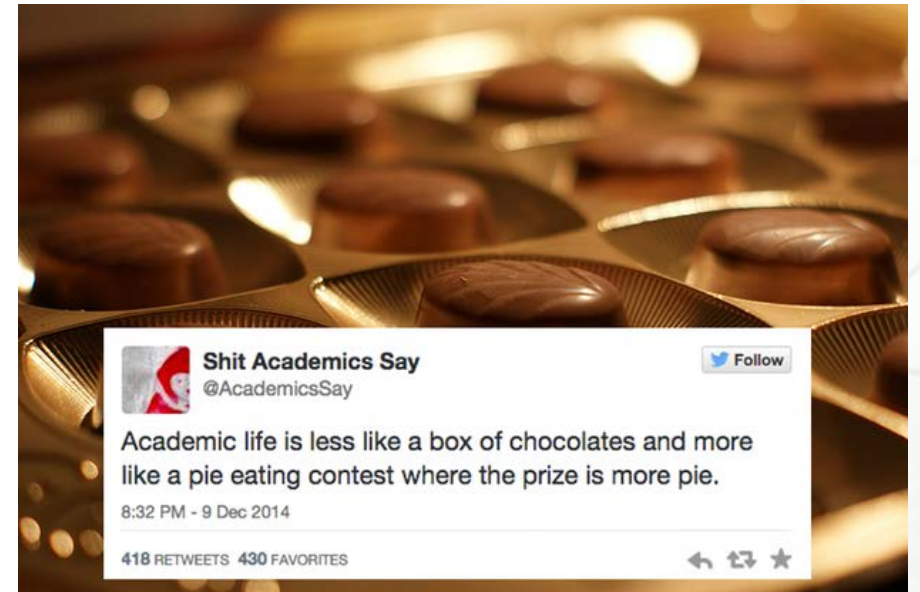 Shit Academics Say
@AcademicsSay
Follow
Academic life is less like a box of chocolates and more
like a pie eating contest where the prize is more pie.
8:32 PM - 9 Dec 2014
418 RETWEETS 430 FAVORITES